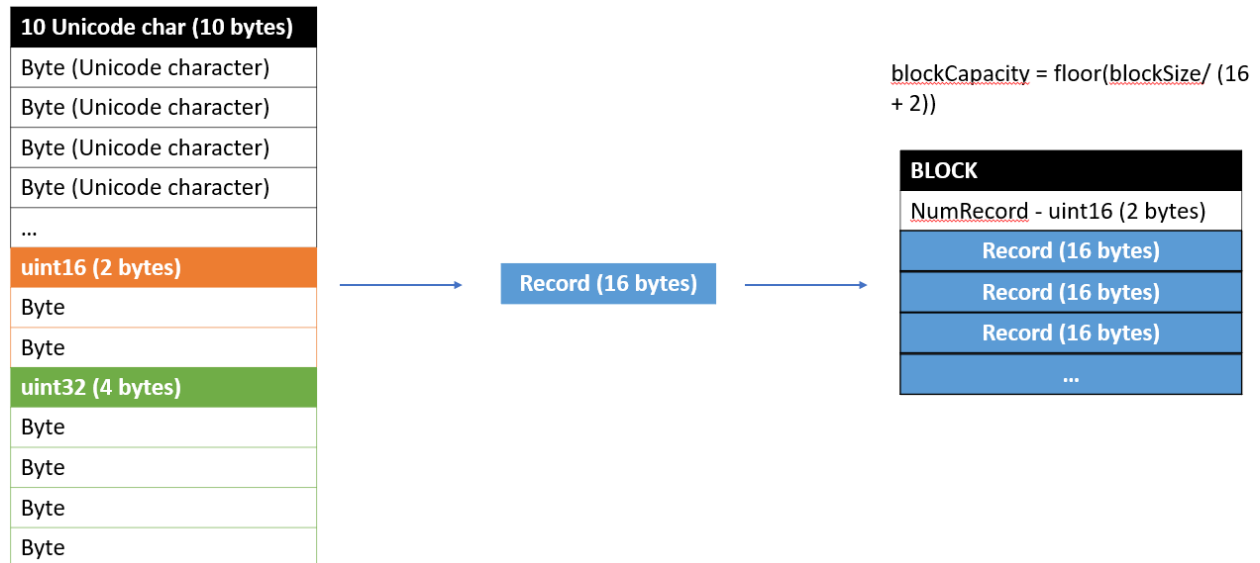 10 Unicode char (10 bytes)
Byte (Unicode character)
Byte (Unicode character)
Byte (Unicode character)
Byte (Unicode character)
...
uint16 (2 bytes)
Byte
Byte
uint32 (4 bytes)
Byte
Byte
Byte
Byte
Record (16 bytes)
blockCapacity = floor(blockSize/ (16
+ 2))
BLOCK
NumRecord - uint16 (2 bytes)
Record (16 bytes)
Record (16 bytes)
Record (16 bytes)
...